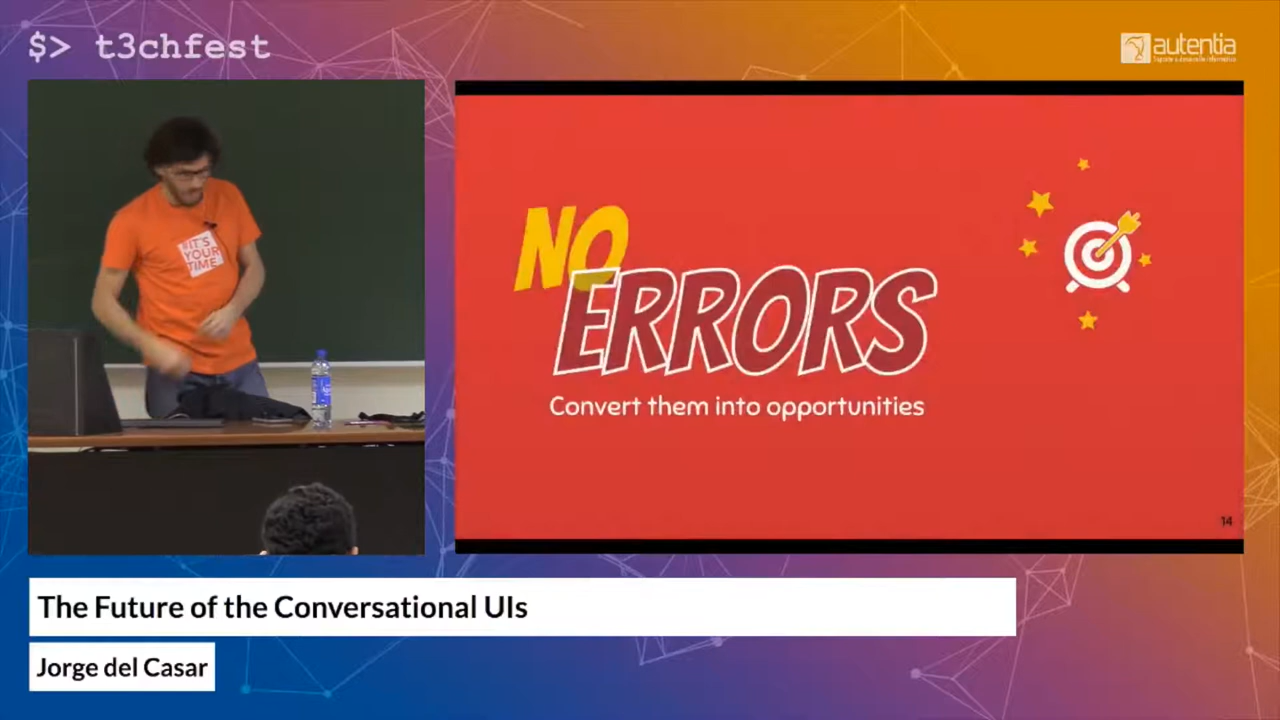 $> t3chfest
autentia
#IT'S
YOUR
TIME
NO
ERRORS
Convert them into opportunities
14
The Future of the Conversational UIs
Jorge del Casar